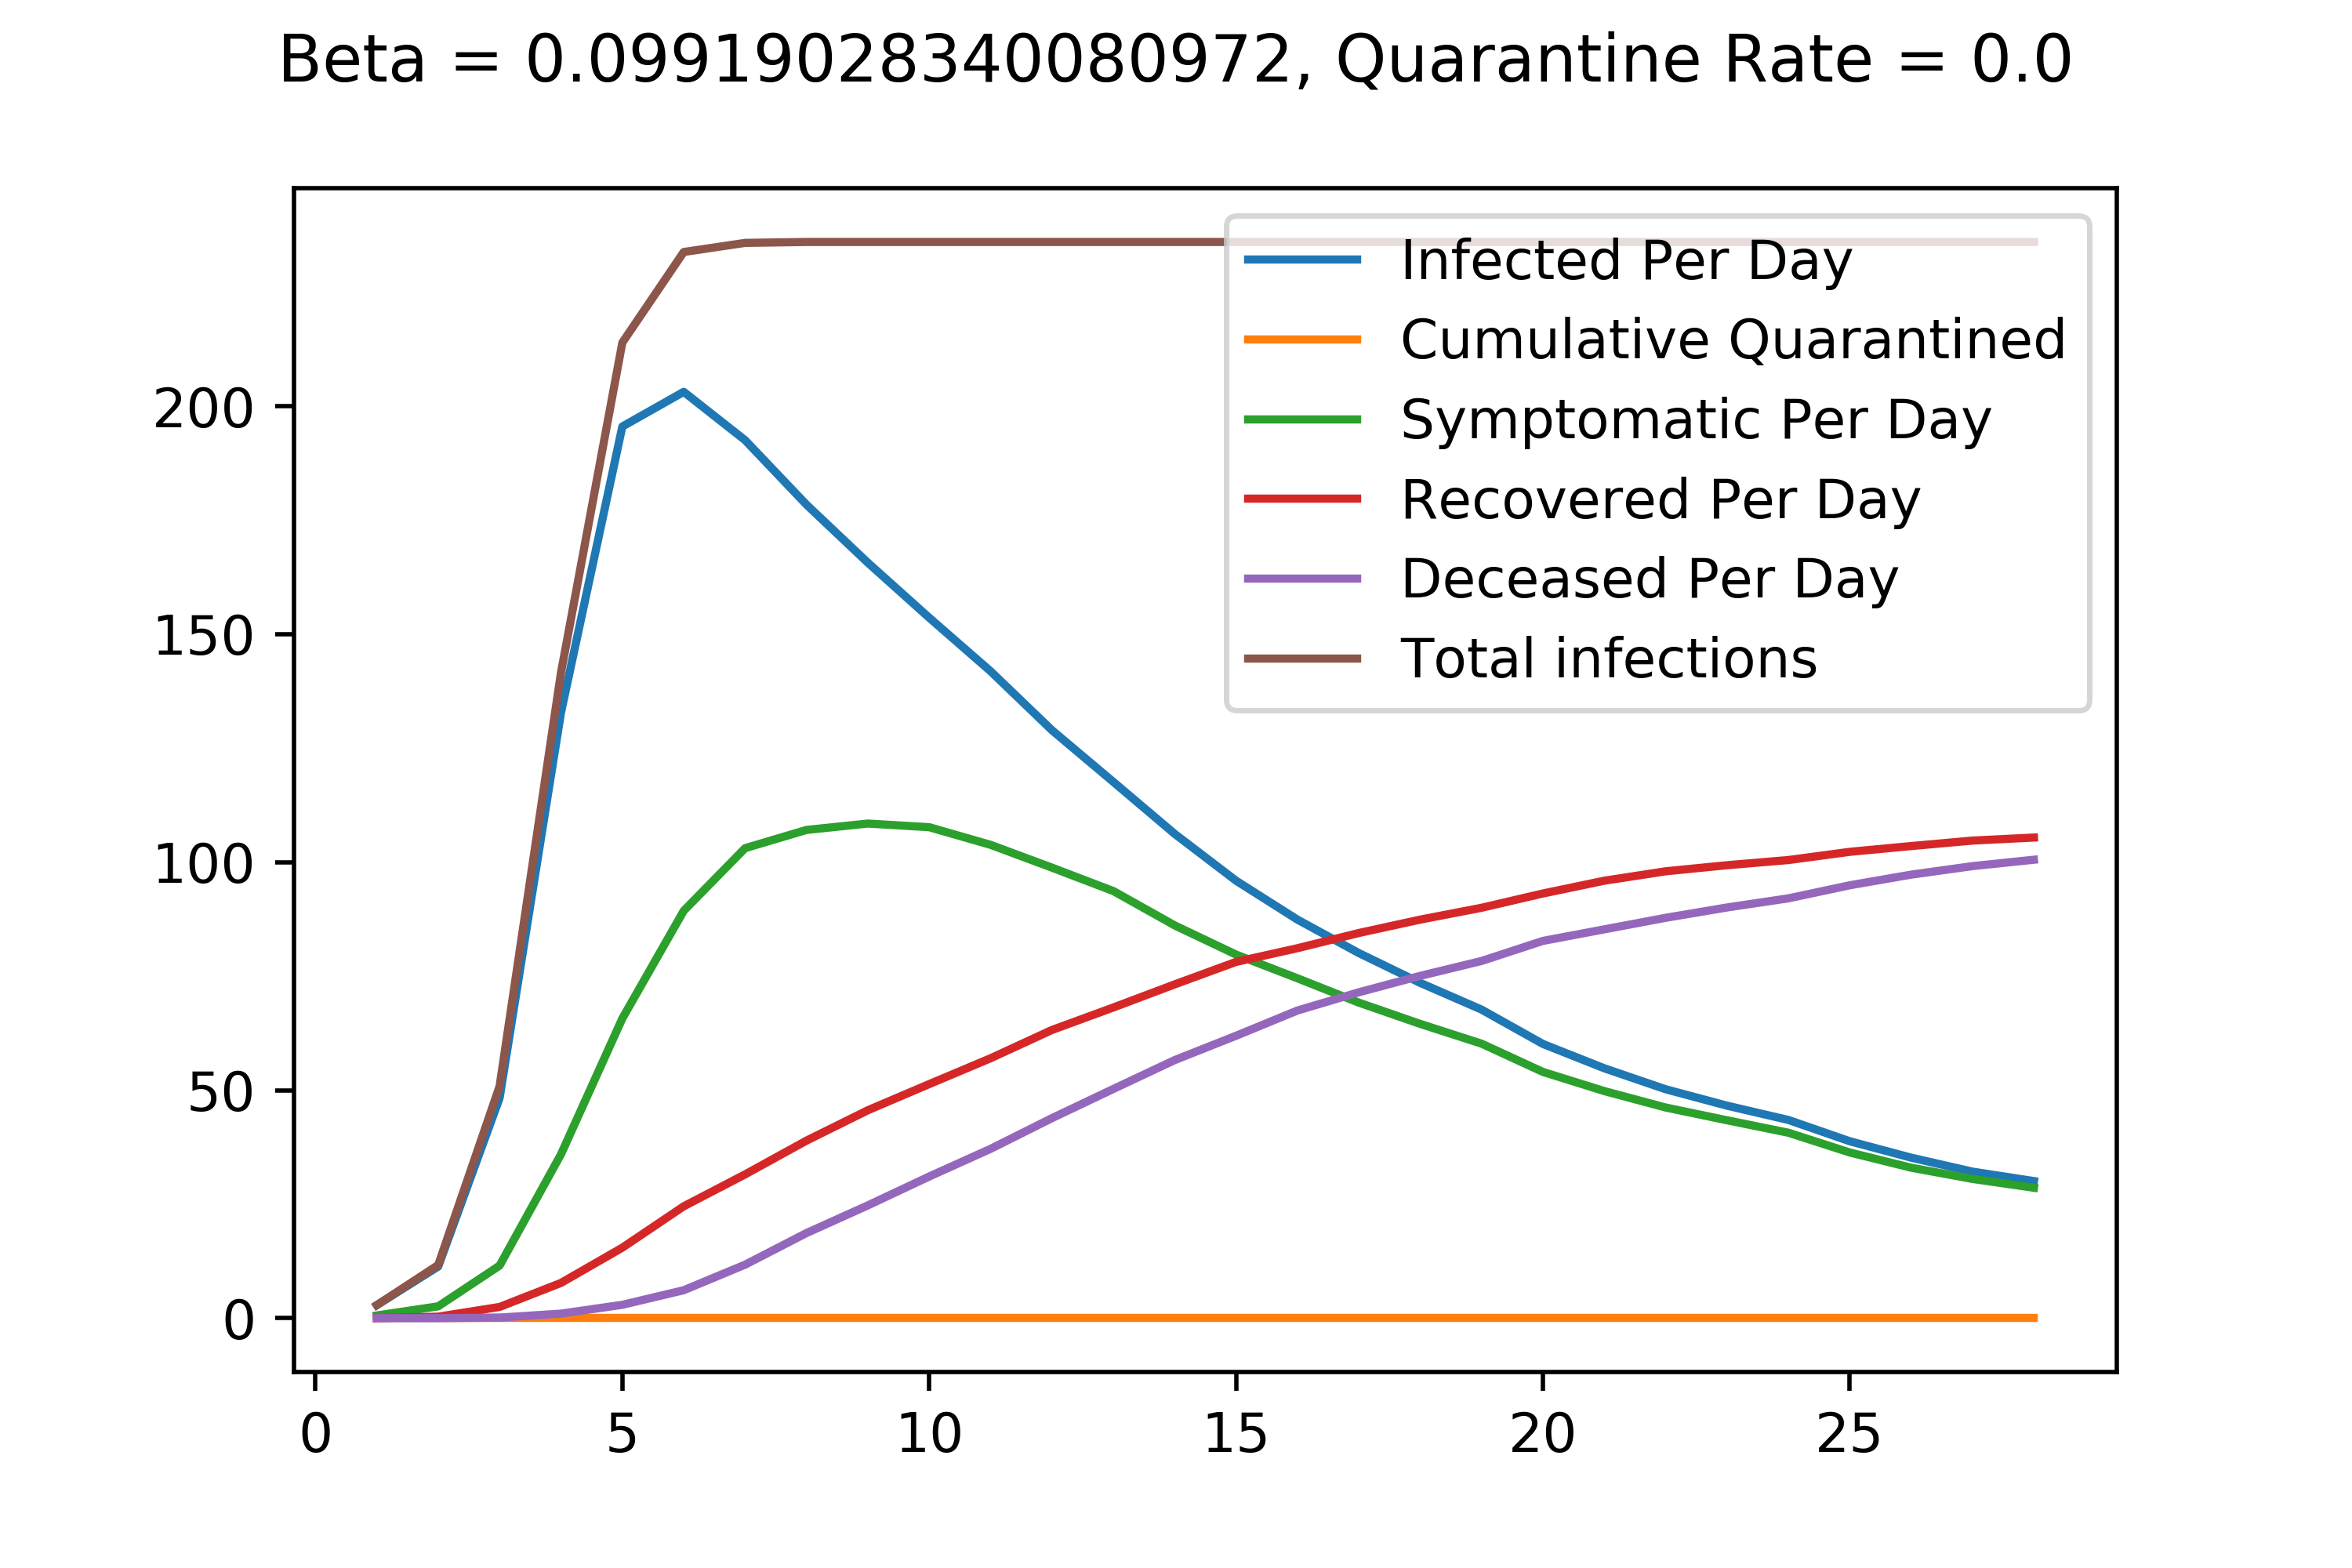 Beta = 0.09919028340080972, Quarantine Rate = 0.0
Infected Per Day
Cumulative Quarantined
Symptomatic Per Day
Recovered Per Day
Deceased Per Day
Total infections
200
150
100
50
0
0 5 10 15 20 25